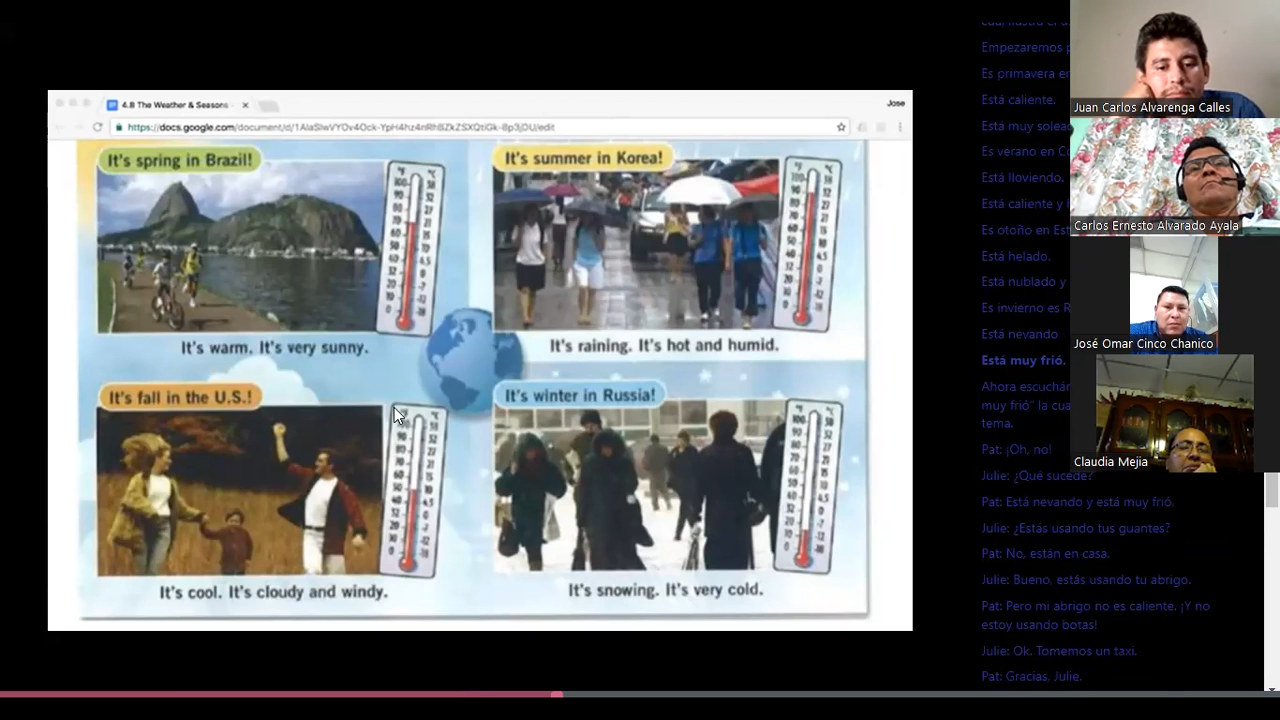 4.8 The Weather & Seasons
Jose
It's spring in Brazil!
It's summer in Korea!
It's warm. It's very sunny.
It's raining. It's hot and humid.
It's fall in the U.S.!
It's winter in Russia!
It's cool. It's cloudy and windy.
It's snowing. It's very cold.
Empezaremos
Es primavera
Está caliente.
Está muy
Es verano en
Está lloviendo.
Está caliente y
Es otoño en
Está helado.
Está nublado y
Es invierno es
Está nevando
Está muy frió.
Ahora
muy frió" la
tema.
Pat: ¡Oh, no!
Julie: ¿Qué sucede?
Pat: Está nevando y está muy frió.
Julie: ¿Estás usando tus guantes?
Pat: No, están en casa.
Julie: Bueno, estás usando tu abrigo.
Pat: Pero mi abrigo no es caliente. ¡Y no
estoy usando botas!
Julie: Ok. Tomemos un taxi.
Pat: Gracias, Julie.
Juan Carlos Alvarenga Calles
Carlos Ernesto Alvarado Ayala
José Omar Cinco Chanico
Claudia Mejia